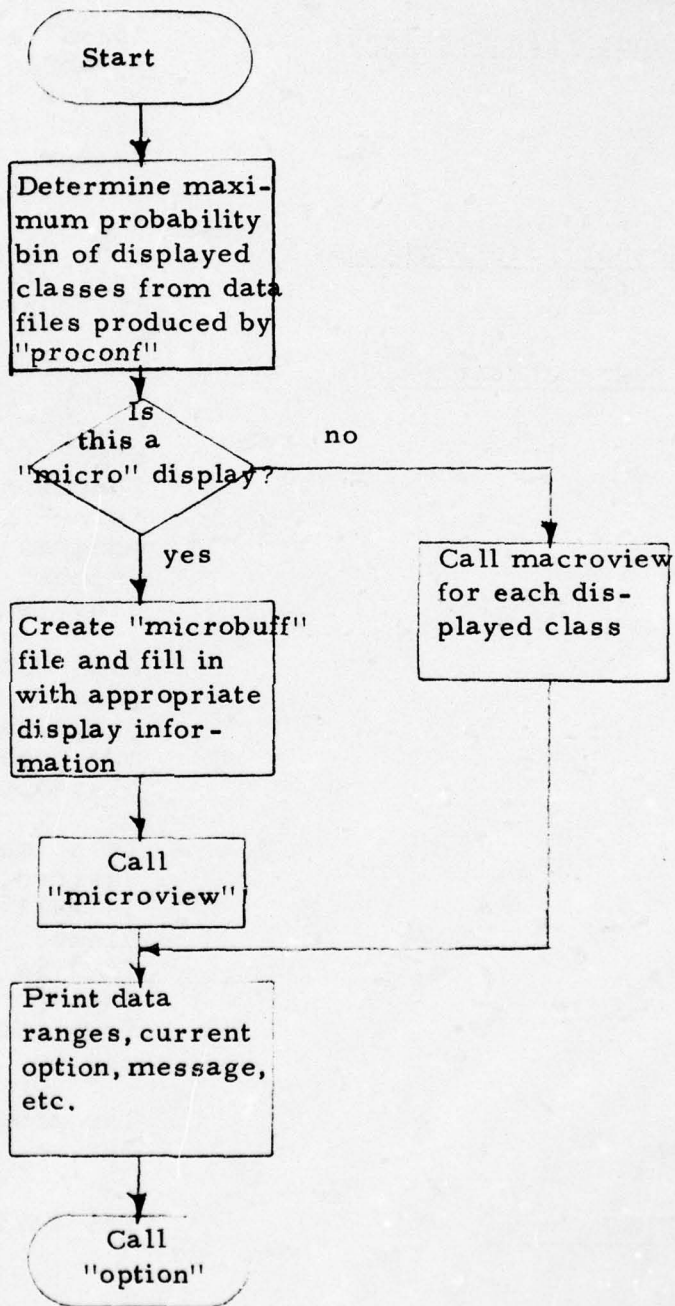 Start
Determine maxi-
mum probability
bin of displayed
classes from data
files produced by
"proconf"
Is
this a
"micro" display?
no
yes
Call macroview
for each dis-
played class
Create "microbuff"
file and fill in
with appropriate
display infor-
mation
Call
"microview"
Print data
ranges, current
option, message,
etc.
Call
"option"